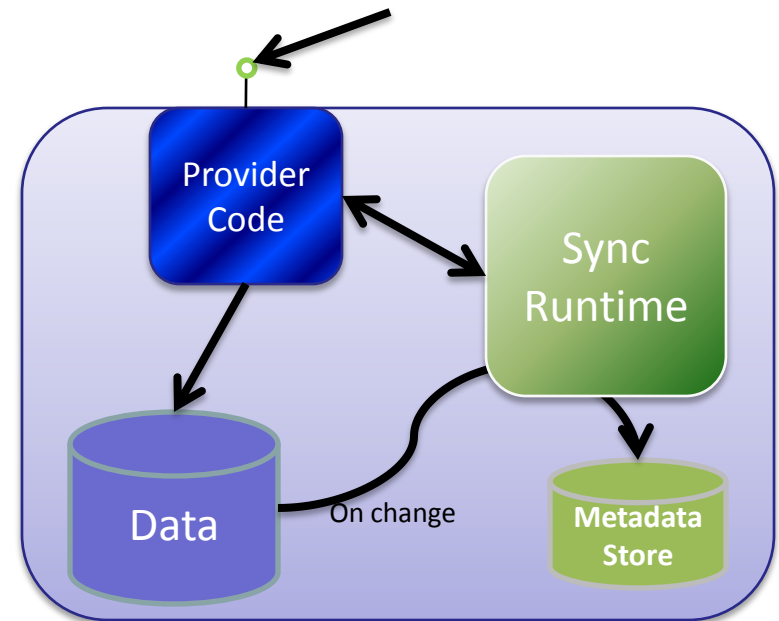 Provider
Code
Sync
Runtime
Data
On change
Metadata
Store